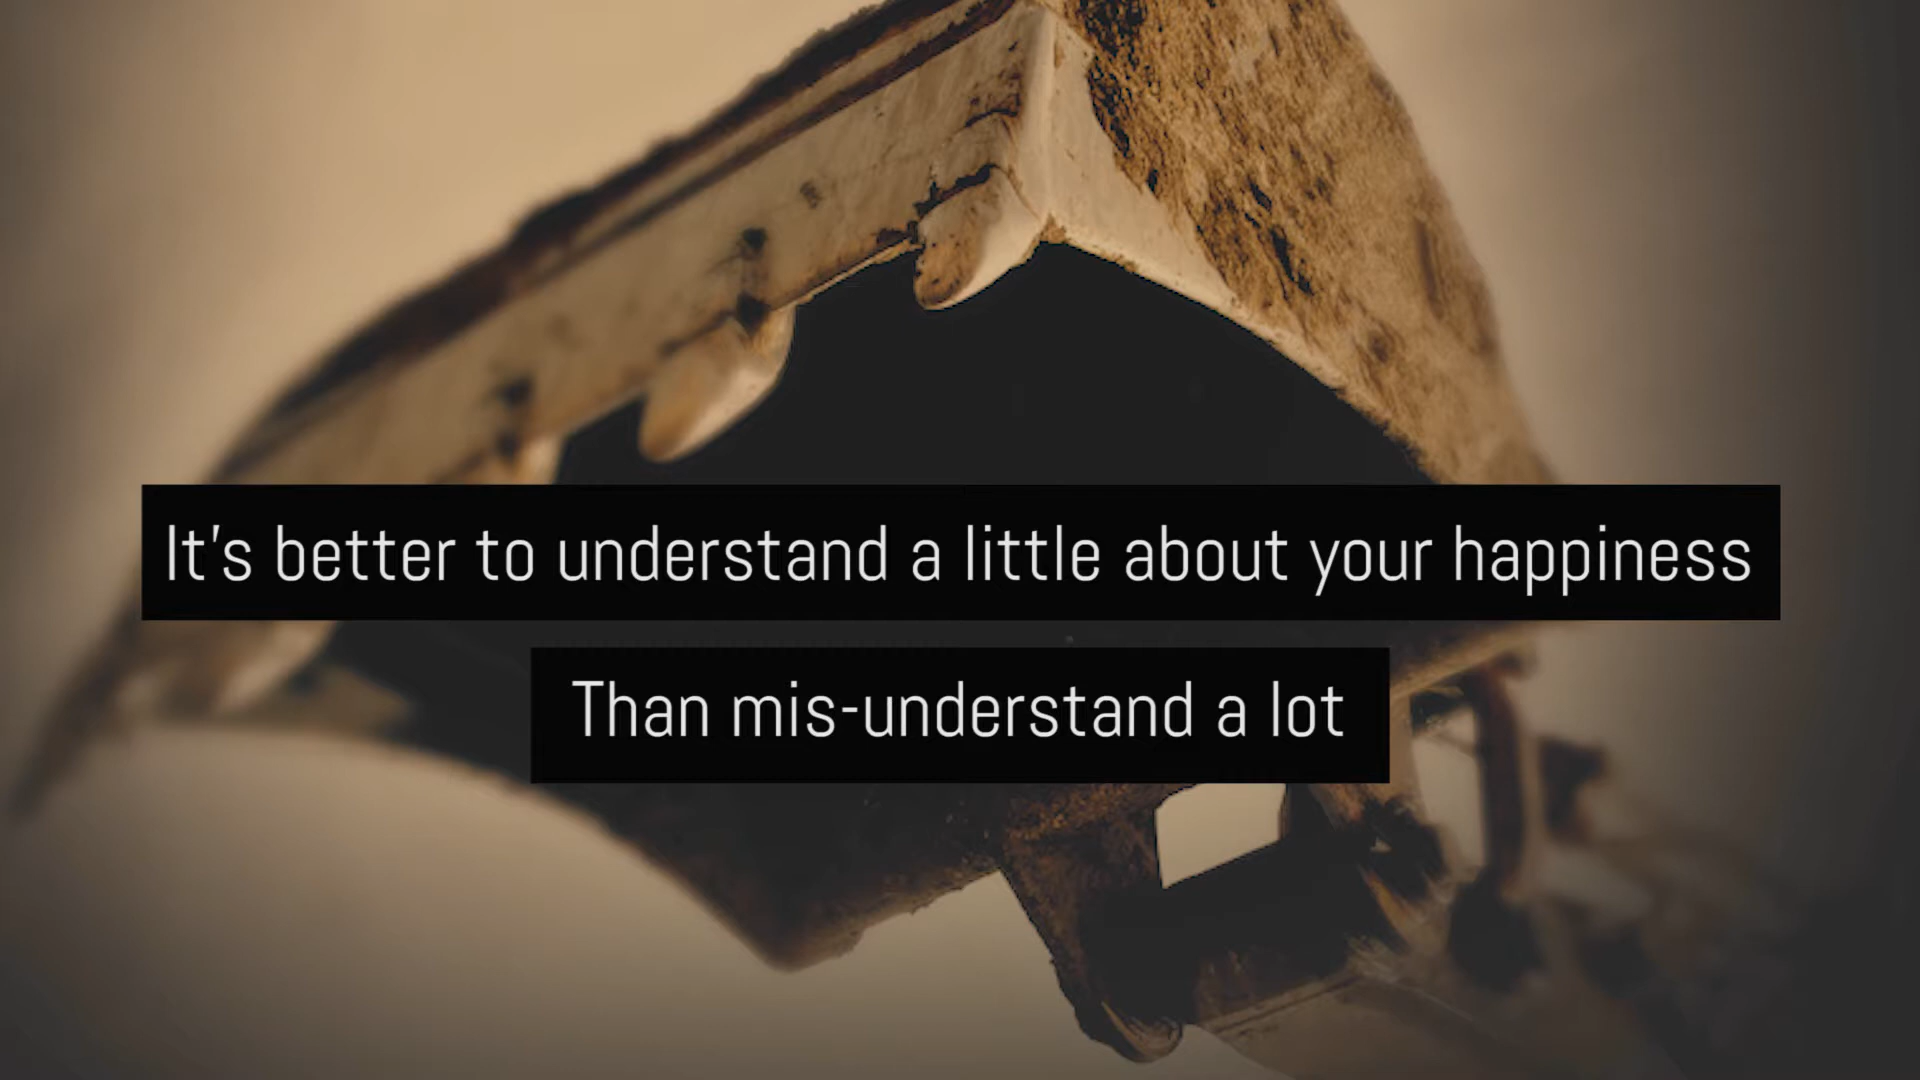 It's better to understand a little about your happiness
Than mis-understand a lot